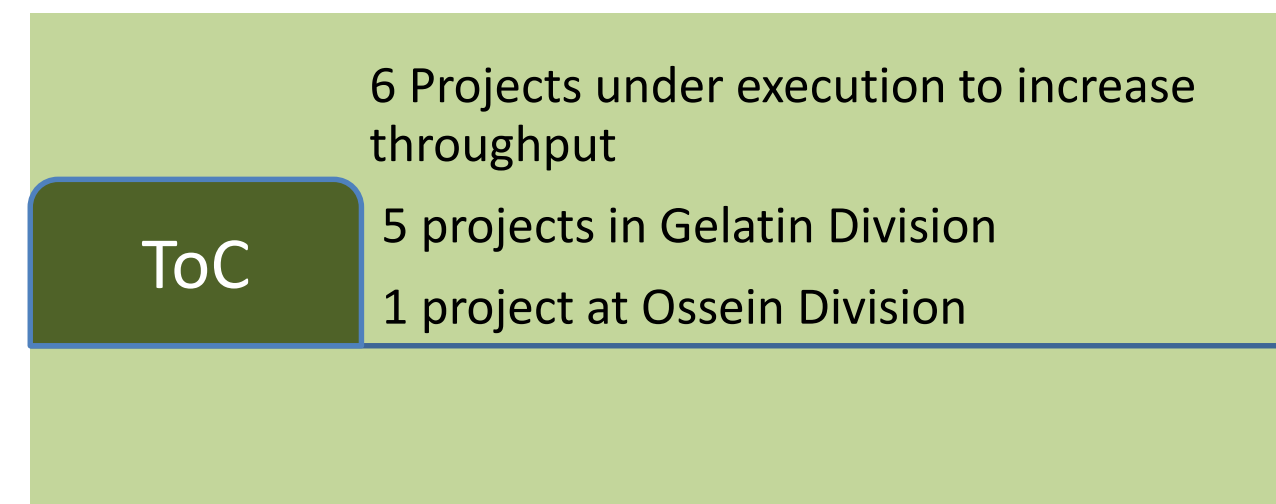 6 Projects under execution to increase
throughput
ToC
5 projects in Gelatin Division
1 project at Ossein Division